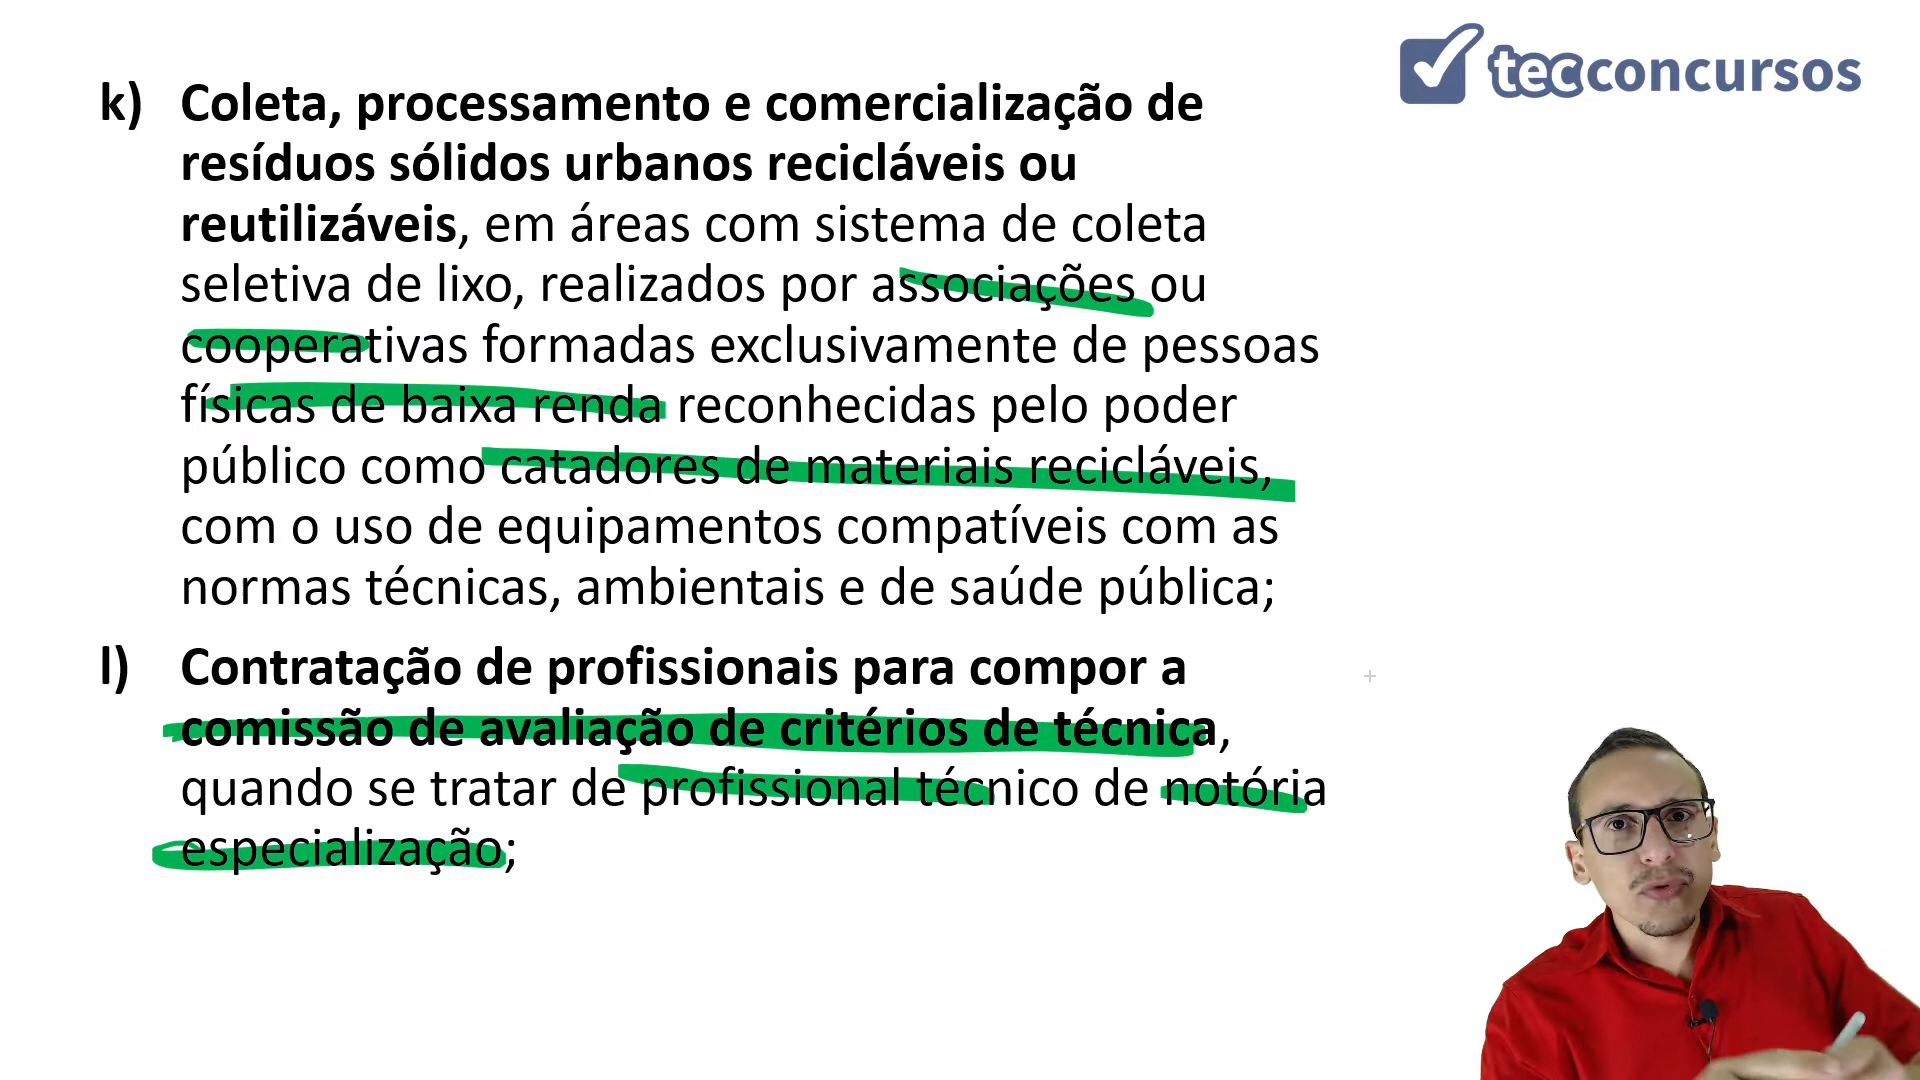 tecconcursos
k) Coleta, processamento e comercialização de
resíduos sólidos urbanos recicláveis ou
reutilizáveis, em áreas com sistema de coleta
seletiva de lixo, realizados por associações ou
cooperativas formadas exclusivamente de pessoas
físicas de baixa renda reconhecidas pelo poder
público como catadores de materiais recicláveis,
com o uso de equipamentos compatíveis com as
normas técnicas, ambientais e de saúde pública;
l) Contratação de profissionais para compor a
comissão de avaliação de critérios de técnica,
quando se tratar de profissional técnico de notória
especialização;